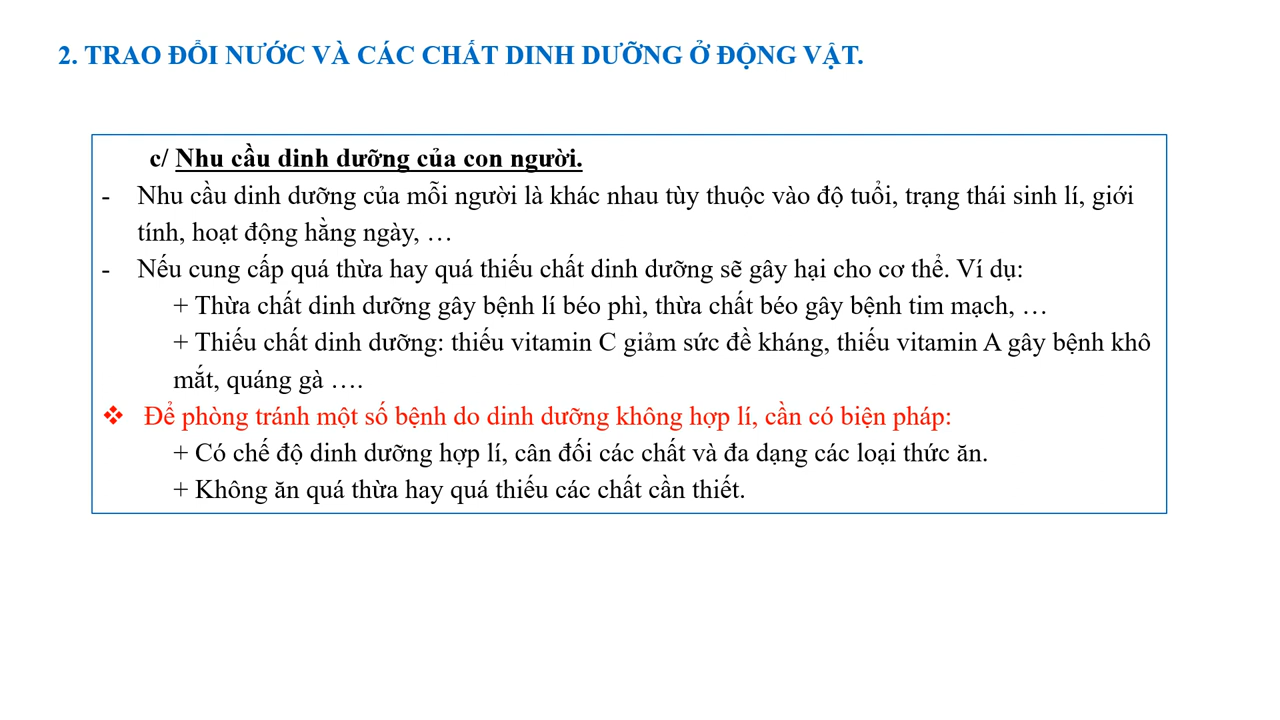 2. TRAO ĐỔI NƯỚC VÀ CÁC CHẤT DINH DƯỠNG Ở ĐỘNG VẬT.
c/ Nhu cầu dinh dưỡng của con người.
- Nhu cầu dinh dưỡng của mỗi người là khác nhau tùy thuộc vào độ tuổi, trạng thái sinh lí, giới
tính, hoạt động hằng ngày, …
- Nếu cung cấp quá thừa hay quá thiếu chất dinh dưỡng sẽ gây hại cho cơ thể. Ví dụ:
+ Thừa chất dinh dưỡng gây bệnh lí béo phì, thừa chất béo gây bệnh tim mạch, …
+ Thiếu chất dinh dưỡng: thiếu vitamin C giảm sức đề kháng, thiếu vitamin A gây bệnh khô
mắt, quáng gà ….
❖ Để phòng tránh một số bệnh do dinh dưỡng không hợp lí, cần có biện pháp:
+ Có chế độ dinh dưỡng hợp lí, cân đối các chất và đa dạng các loại thức ăn.
+ Không ăn quá thừa hay quá thiếu các chất cần thiết.